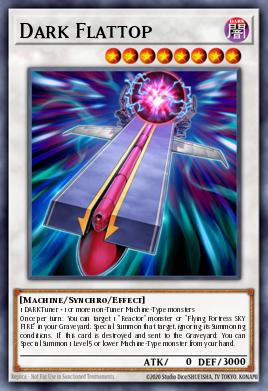 DARK FLATTOP
DARK
闇
[MACHINE/SYNCHRO/EFFECT]
1 DARK Tuner + 1 or more non-Tuner Machine-Type monsters
Once per turn: You can target 1 "Reactor" monster or "Flying Fortress SKY
FIRE" in your Graveyard; Special Summon that target, ignoring its Summoning
conditions. If this card is destroyed and sent to the Graveyard: You can
Special Summon 1 Level 5 or lower Machine-Type monster from your hand.
ATK/ 0 DEF/3000
Replica - Not For Use in Sanctioned Tournaments
©2020 Studio Dice/SHUEISHA, TV TOKYO, KONAMI